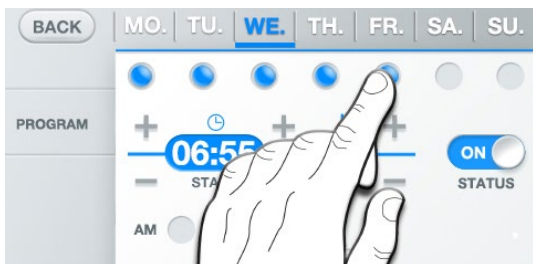 BACK
MO. TU. WE. TH. FR. SA. SU.
PROGRAM
06:55
ON
STATUS
AM